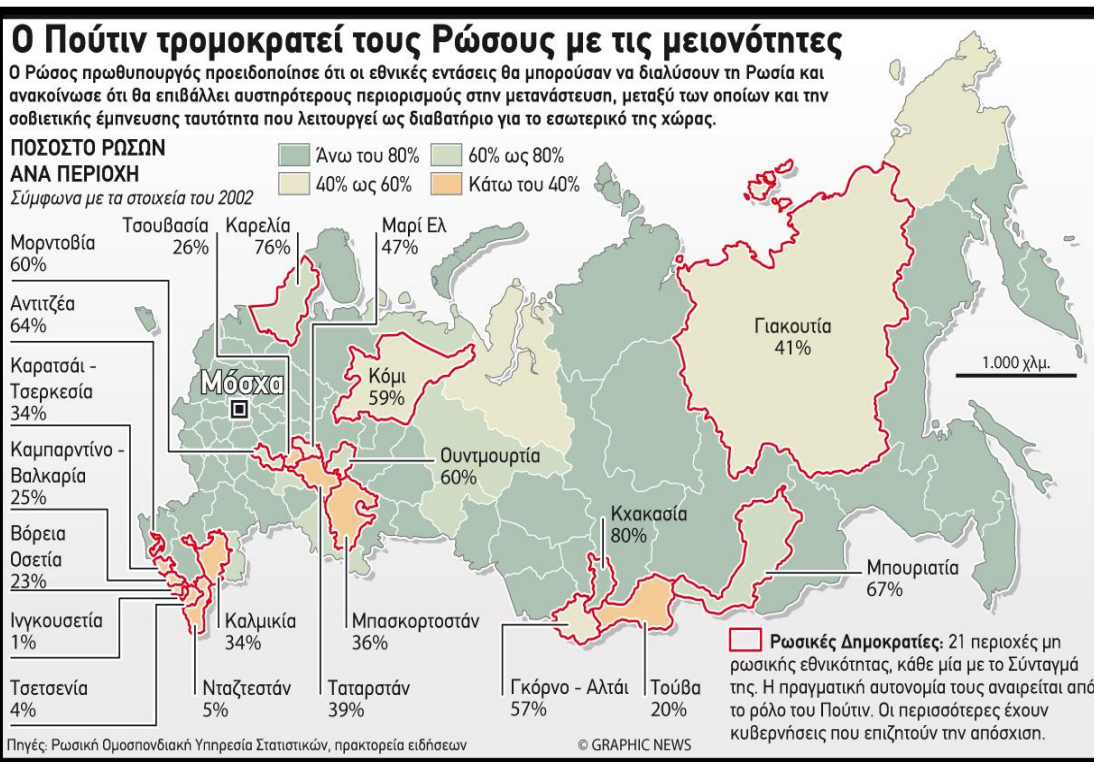 Ο Πούτιν τρομοκρατεί τους Ρώσους με τις μειονότητες
Ο Ρώσος πρωθυπουργός προειδοποίησε ότι οι εθνικές εντάσεις θα μπορούσαν να διαλύσουν τη Ρωσία και
ανακοίνωσε ότι θα επιβάλλει αυστηρότερους περιορισμούς στην μετανάστευση, μεταξύ των οποίων και την
σοβιετικής έμπνευσης ταυτότητα που λειτουργεί ως διαβατήριο για το εσωτερικό της χώρας.
ΠΟΣΟΣΤΟ ΡΩΣΩΝ
ΑΝΑ ΠΕΡΙΟΧΗ
Σύμφωνα με τα στοιχεία του 2002
Άνω του 80%
60% ως 80%
40% ως 60%
Κάτω του 40%
Μορντοβία
60%
Τσουβασία
26%
Καρελία
76%
Μαρί Ελ
47%
Αντιτζέα
64%
Καρατσάι -
Τσερκεσία
34%
Καμπαρντίνο -
Βαλκαρία
25%
Βόρεια
Οσετία
23%
Ινγκουσετία
1%
Τσετσενία
4%
Μόσχα
Κόμι
59%
Ουντμουρτία
60%
Γιακουτία
41%
1.000 χλμ.
Κχακασία
80%
Μπουριατία
67%
Καλμικία
34%
Μπασκορτοστάν
36%
Νταζτεστάν
5%
Ταταρστάν
39%
Γκόρνο - Αλτάι
57%
Τούβα
20%
Ρωσικές Δημοκρατίες: 21 περιοχές μη
ρωσικής εθνικότητας, κάθε μία με το Σύνταγμά
της. Η πραγματική αυτονομία τους αναιρείται από
το ρόλο του Πούτιν. Οι περισσότερες έχουν
κυβερνήσεις που επιζητούν την απόσχιση.
Πηγές: Ρωσική Ομοσπονδιακή Υπηρεσία Στατιστικών, πρακτορεία ειδήσεων
© GRAPHIC NEWS